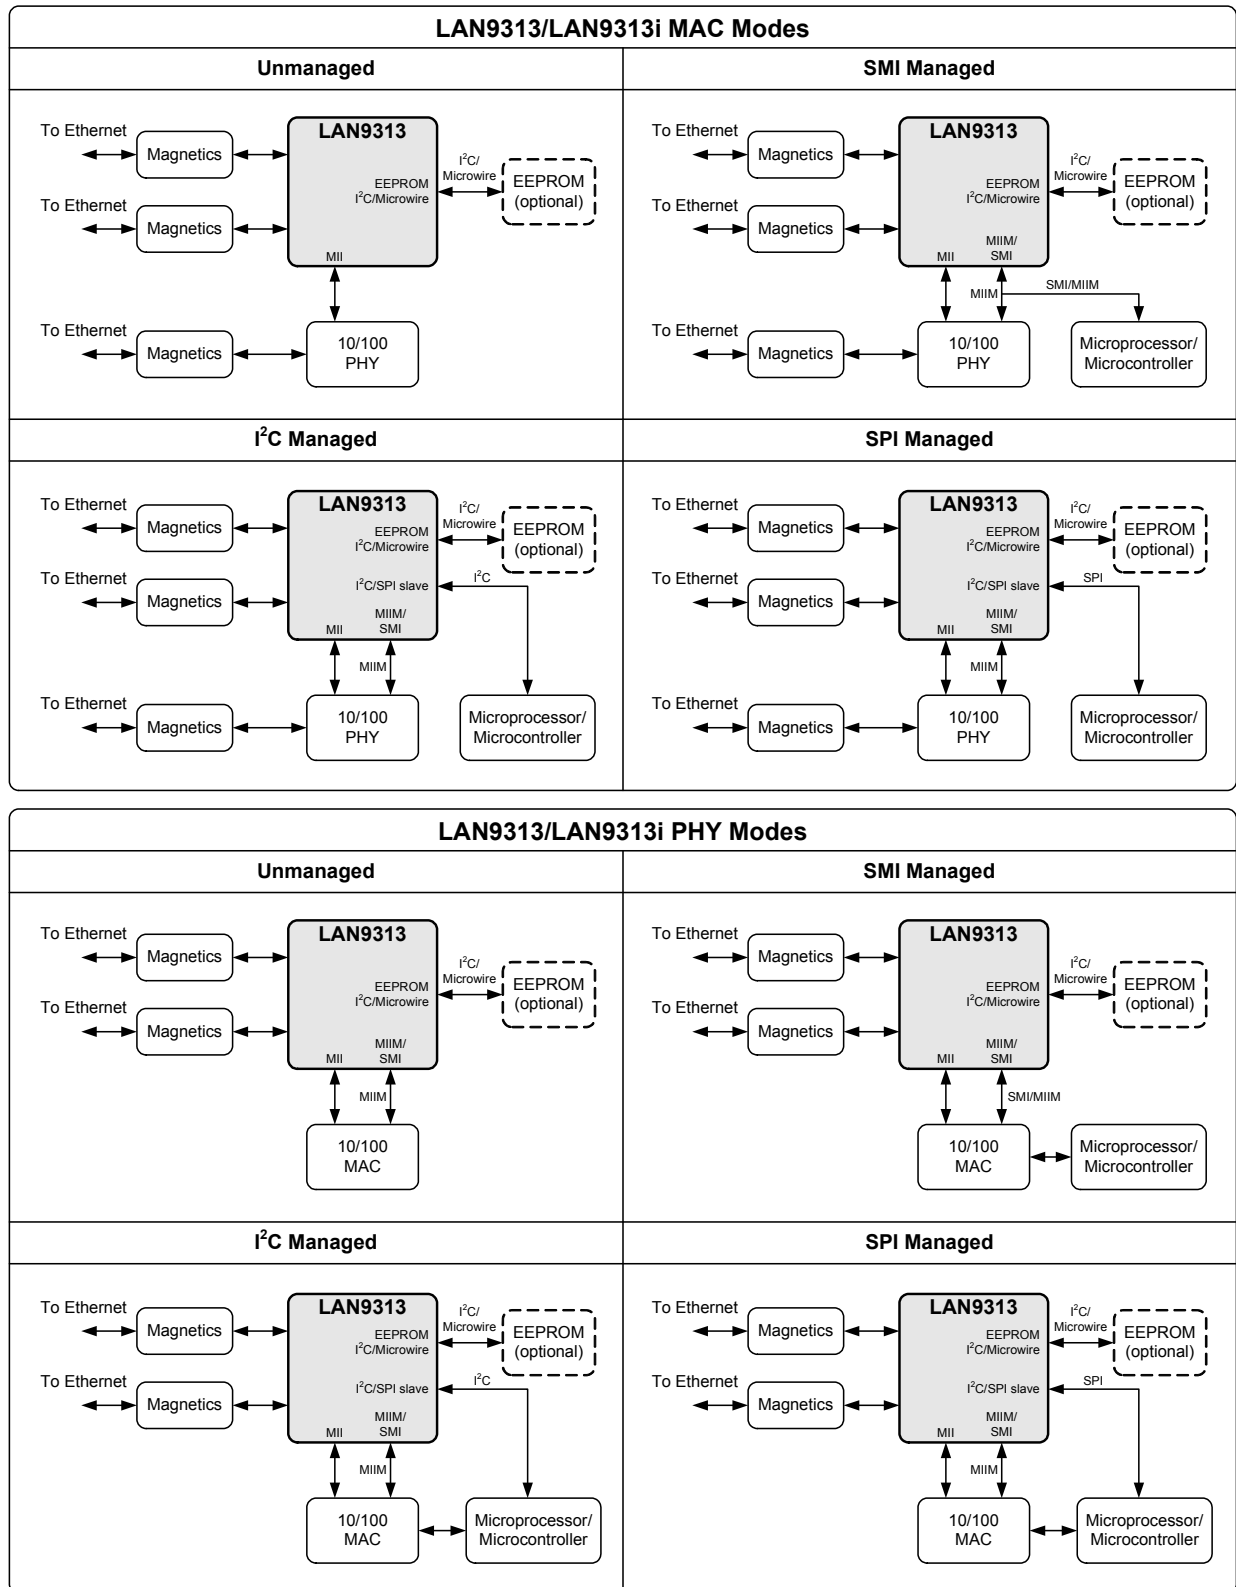 LAN9313/LAN9313i MAC Modes
Unmanaged
To Ethernet
Magnetics
To Ethernet
Magnetics
To Ethernet
Magnetics
LAN9313
EEPROM
I²C/Microwire
MII
I²C/
Microwire
EEPROM
(optional)
10/100
PHY
SMI Managed
To Ethernet
Magnetics
To Ethernet
Magnetics
To Ethernet
Magnetics
LAN9313
EEPROM
I²C/Microwire
MII
MIIM/
SMI
I²C/
Microwire
EEPROM
(optional)
MIIM
SMI/MIIM
10/100
PHY
Microprocessor/
Microcontroller
I²C Managed
To Ethernet
Magnetics
To Ethernet
Magnetics
To Ethernet
Magnetics
LAN9313
EEPROM
I²C/Microwire
I²C/SPI slave
MII
MIIM/
SMI
I²C/
Microwire
EEPROM
(optional)
I²C
MIIM
10/100
PHY
Microprocessor/
Microcontroller
SPI Managed
To Ethernet
Magnetics
To Ethernet
Magnetics
To Ethernet
Magnetics
LAN9313
EEPROM
I²C/Microwire
I²C/SPI slave
MII
MIIM/
SMI
I²C/
Microwire
EEPROM
(optional)
SPI
MIIM
10/100
PHY
Microprocessor/
Microcontroller
LAN9313/LAN9313i PHY Modes
Unmanaged
To Ethernet
Magnetics
To Ethernet
Magnetics
LAN9313
EEPROM
I²C/Microwire
MII
MIIM/
SMI
I²C/
Microwire
EEPROM
(optional)
MIIM
10/100
MAC
SMI Managed
To Ethernet
Magnetics
To Ethernet
Magnetics
LAN9313
EEPROM
I²C/Microwire
MII
MIIM/
SMI
I²C/
Microwire
EEPROM
(optional)
SMI/MIIM
10/100
MAC
Microprocessor/
Microcontroller
I²C Managed
To Ethernet
Magnetics
To Ethernet
Magnetics
LAN9313
EEPROM
I²C/Microwire
I²C/SPI slave
MII
MIIM/
SMI
I²C/
Microwire
EEPROM
(optional)
I²C
MIIM
10/100
MAC
Microprocessor/
Microcontroller
SPI Managed
To Ethernet
Magnetics
To Ethernet
Magnetics
LAN9313
EEPROM
I²C/Microwire
I²C/SPI slave
MII
MIIM/
SMI
I²C/
Microwire
EEPROM
(optional)
SPI
MIIM
10/100
MAC
Microprocessor/
Microcontroller